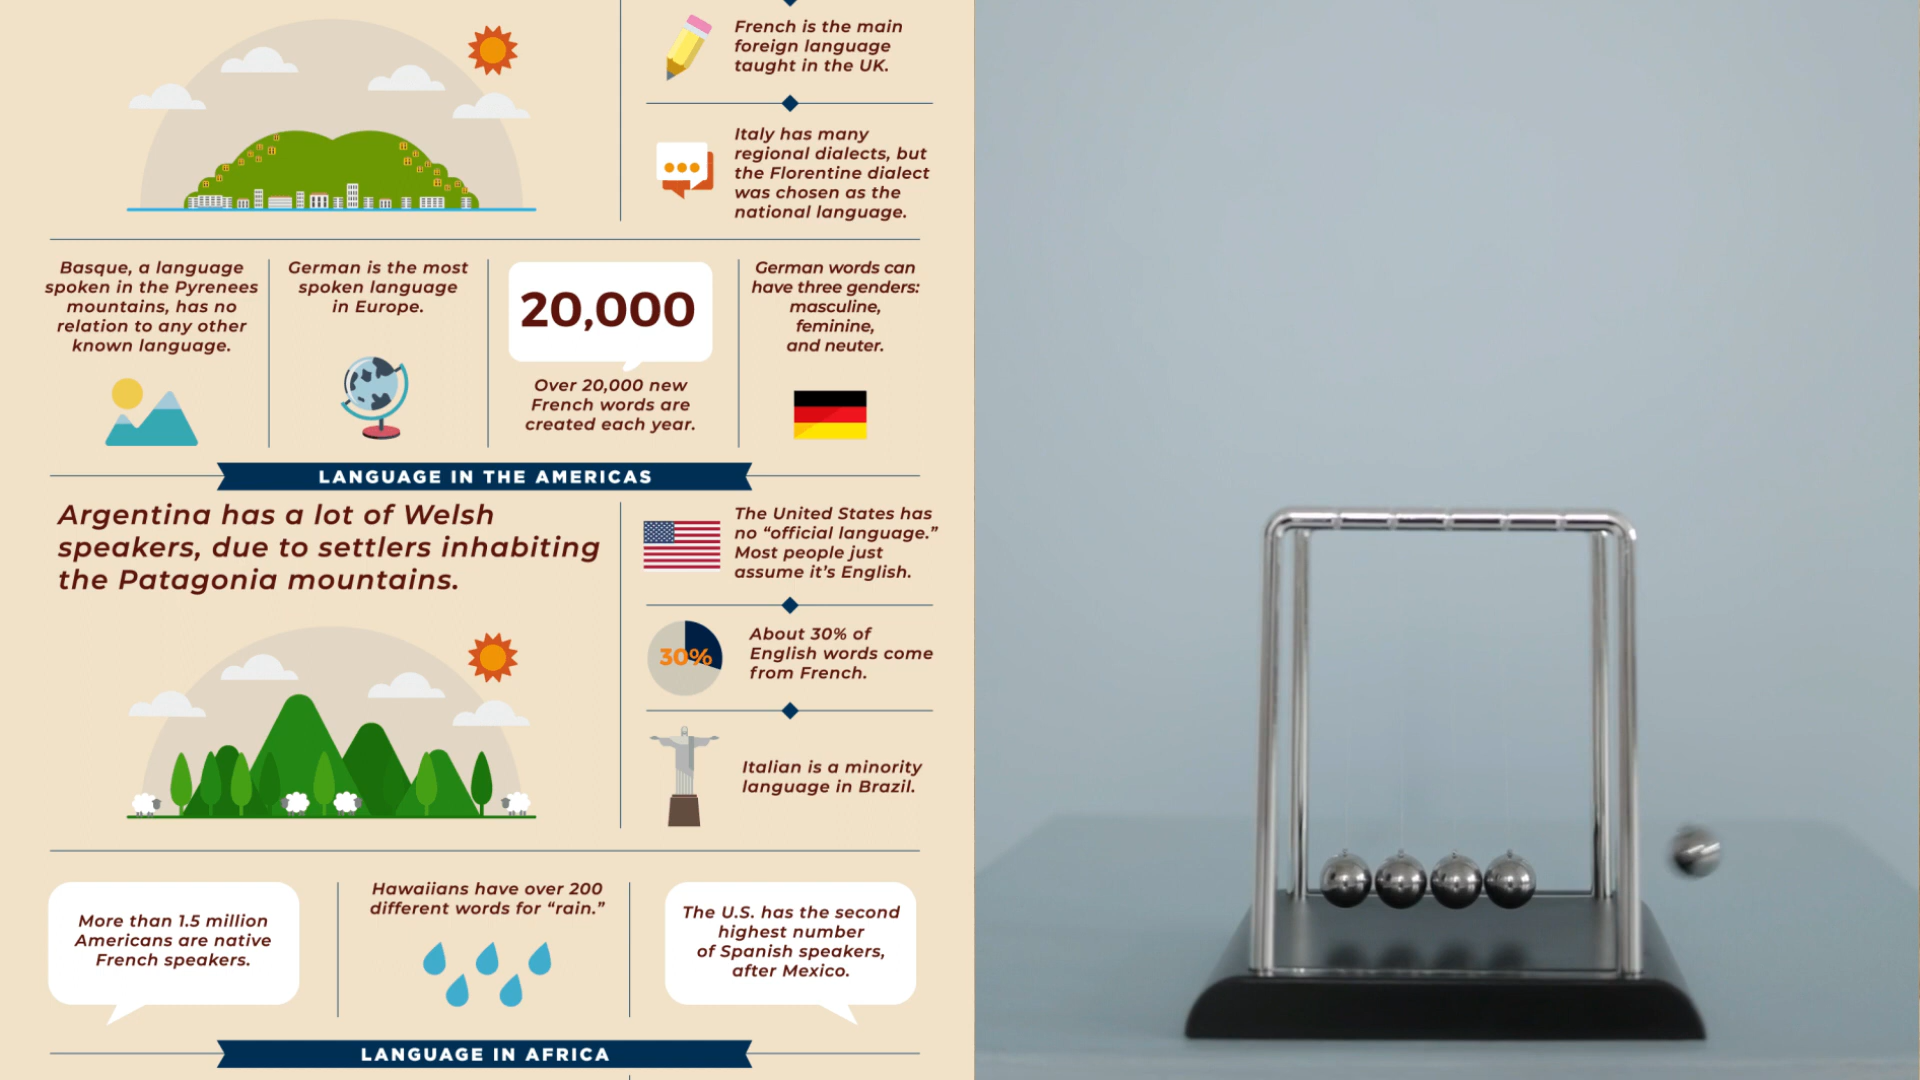 French is the main
foreign language
taught in the UK.
Italy has many
regional dialects, but
the Florentine dialect
was chosen as the
national language.
Basque, a language
spoken in the Pyrenees
mountains, has no
relation to any other
known language.
German is the most
spoken language
in Europe.
20,000
Over 20,000 new
French words are
created each year.
German words can
have three genders:
masculine,
feminine,
and neuter.
LANGUAGE IN THE AMERICAS
Argentina has a lot of Welsh
speakers, due to settlers inhabiting
the Patagonia mountains.
The United States has
no “official language.”
Most people just
assume it’s English.
30%
About 30% of
English words come
from French.
Italian is a minority
language in Brazil.
More than 1.5 million
Americans are native
French speakers.
Hawaiians have over 200
different words for “rain.”
The U.S. has the second
highest number
of Spanish speakers,
after Mexico.
LANGUAGE IN AFRICA